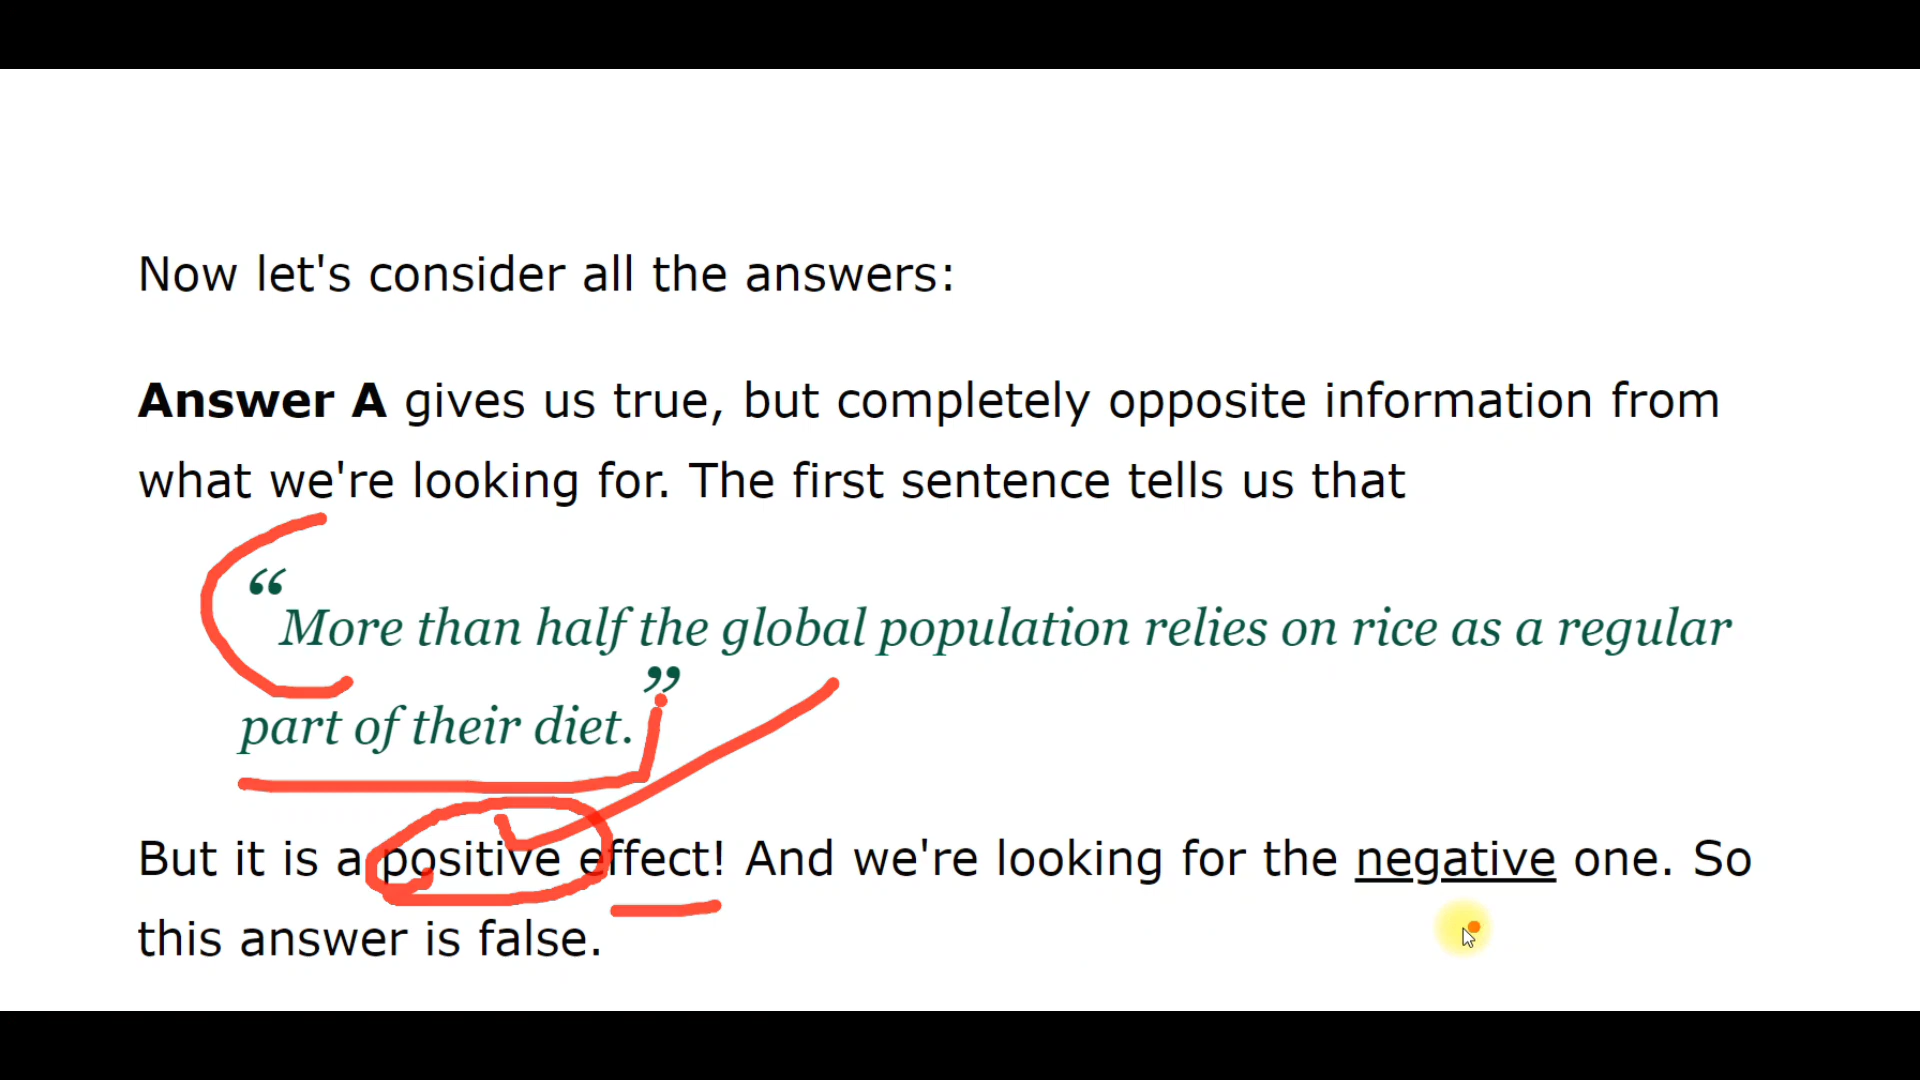 Now let's consider all the answers:
Answer A gives us true, but completely opposite information from
what we're looking for. The first sentence tells us that
“More than half the global population relies on rice as a regular
part of their diet.”
But it is a positive effect! And we're looking for the negative one. So
this answer is false.